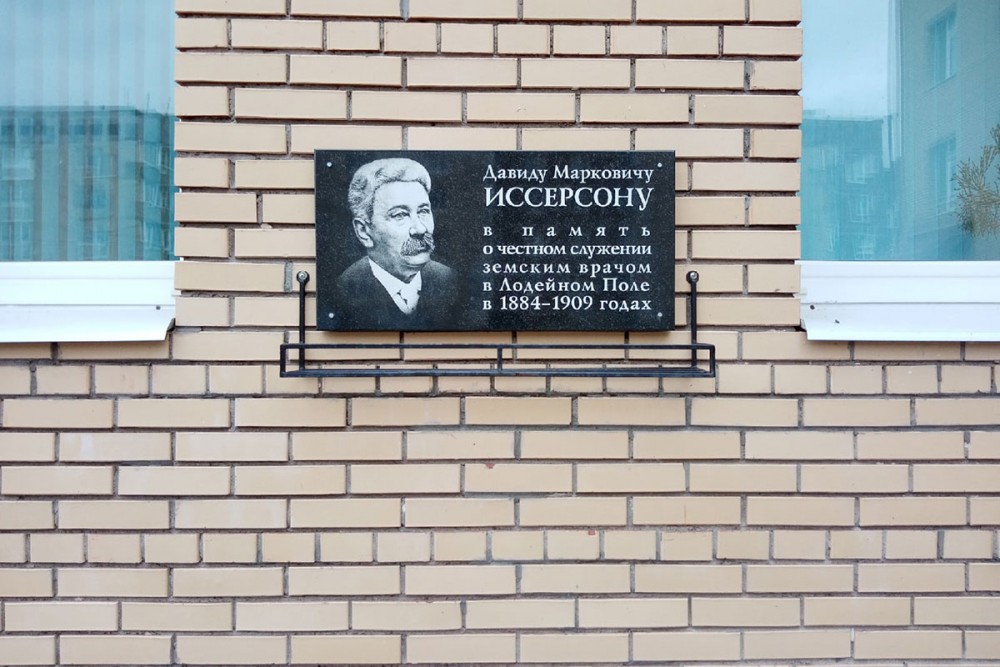 Давиду Марковичу
ИССЕРСОНУ
в память
о честном служении
земским врачом
в Лодейном Поле
в 1884–1909 годах